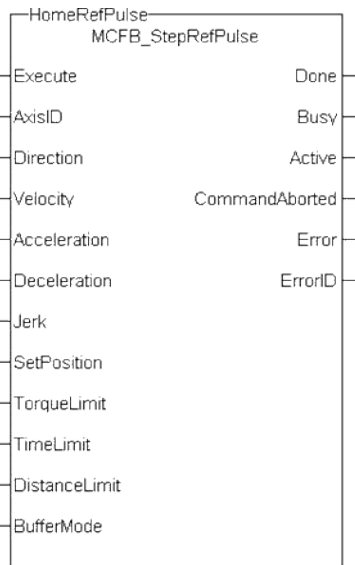 HomeRefPulse
MCFB_StepRefPulse
Execute Done
AxisID Busy
Direction Active
Velocity CommandAborted
Acceleration Error
Deceleration ErrorID
Jerk
SetPosition
TorqueLimit
TimeLimit
DistanceLimit
BufferMode